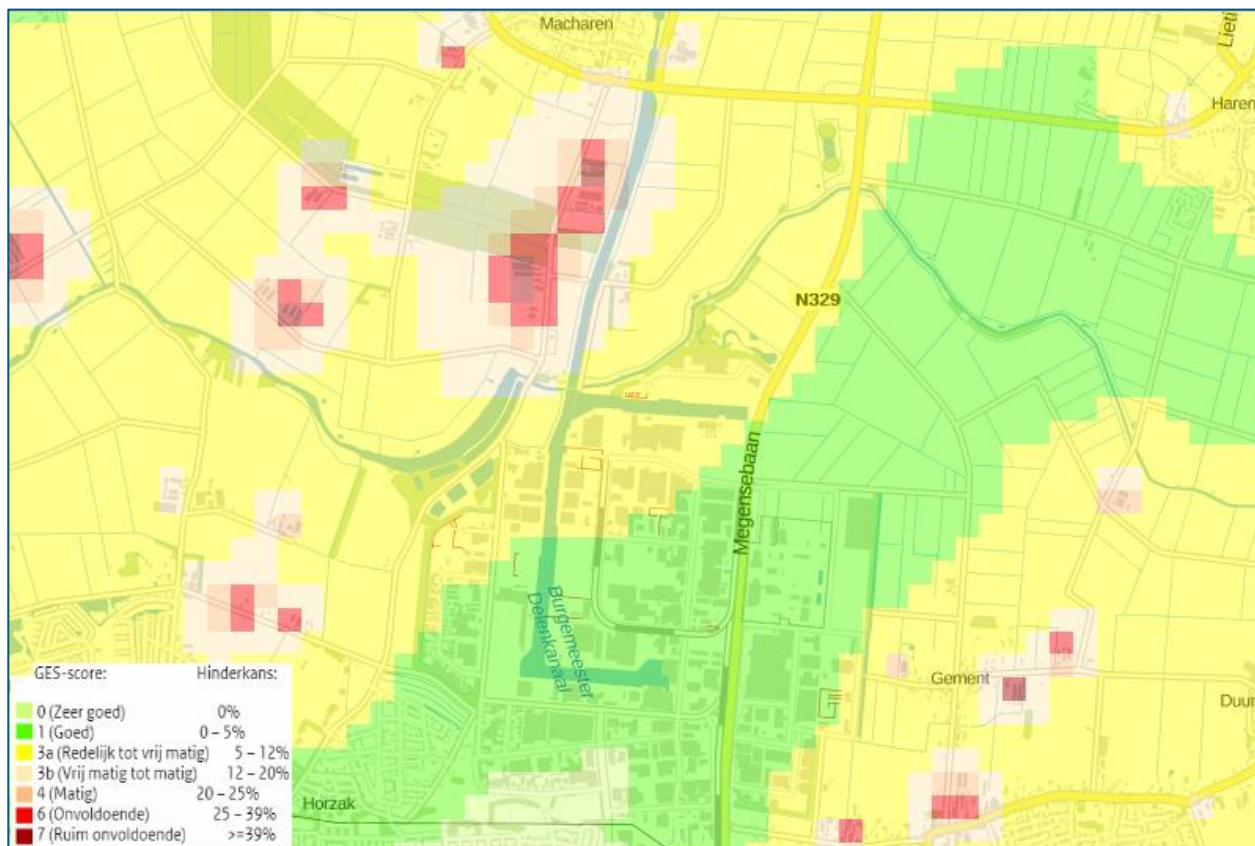 Macharen
Lieti
Haren
N329
Megensebaan
Burgemeester
Delenkanaal
Gement
Duur
Horzak
GES-score: Hinderkans:
0 (Zeer goed) 0%
1 (Goed) 0 – 5%
3a (Redelijk tot vrij matig) 5 – 12%
3b (Vrij matig tot matig) 12 – 20%
4 (Matig) 20 – 25%
6 (Onvoldoende) 25 – 39%
7 (Ruim onvoldoende) >=39%